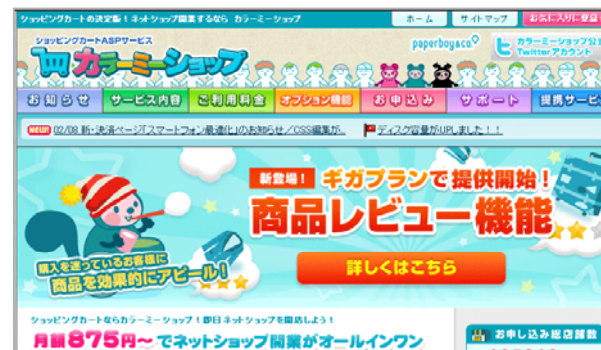 ショッピングカートの決定版!ネットショップ開業するなら カラーミーショップ
ホーム
サイトマップ
お気に入りに登録
ショッピングカートASPサービス
カラーミーショップ
paperboy&co.
カラーミーショップ公式
Twitterアカウント
お知らせ
サービス内容
ご利用料金
オプション機能
お申込み
サポート
提携サービ
NEW! 02/08 新・決済ページ「スマートフォン最適化」のお知らせ/CSS編集が..
ディスク容量がUPしました!!
新登場! ギガプランで提供開始!
商品レビュー機能
詳しくはこちら
購入を迷っているお客様に
商品を効果的にアピール!
ショッピングカートならカラーミーショップ!即日ネットショップを開店しよう!
月額875円~でネットショップ開業がオールインワン
お申し込み総店舗数